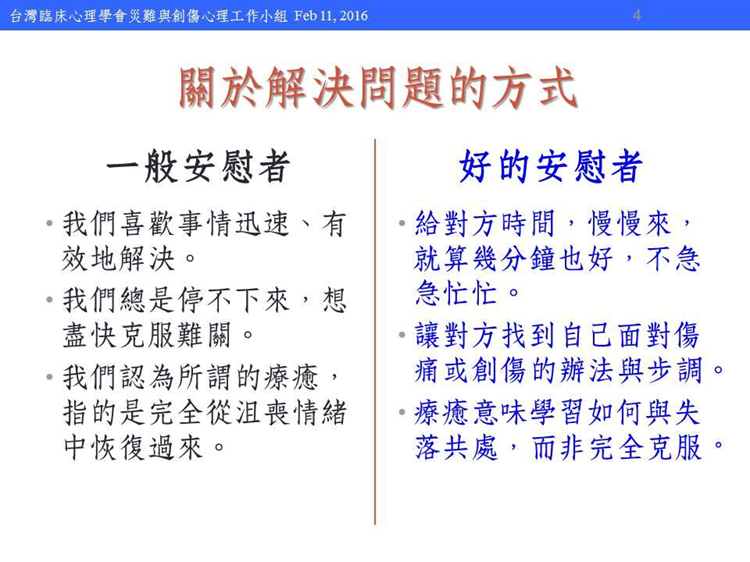 台灣臨床心理學會災難與創傷心理工作小組 Feb 11, 2016
4
關於解決問題的方式
一般安慰者
• 我們喜歡事情迅速、有
效地解決。
• 我們總是停不下來，想
盡快克服難關。
• 我們認為所謂的療癒，
指的是完全從沮喪情緒
中恢復過來。
好的安慰者
• 給對方時間，慢慢來，
就算幾分鐘也好，不急
急忙忙。
• 讓對方找到自己面對傷
痛或創傷的辦法與步調。
• 療癒意味學習如何與失
落共處，而非完全克服。